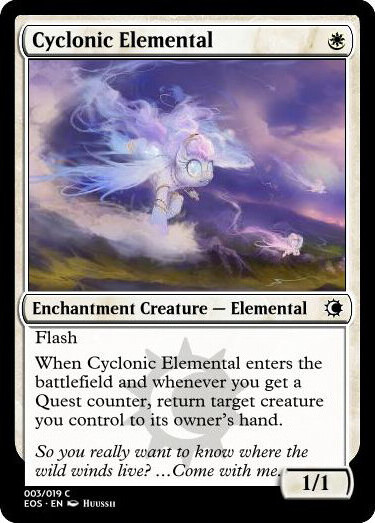 Cyclonic Elemental
Enchantment Creature — Elemental
Flash
When Cyclonic Elemental enters the
battlefield and whenever you get a
Quest counter, return target creature
you control to its owner's hand.
So you really want to know where the
wild winds live? …Come with me.
1/1
003/019 C
EOS · EN Huussii